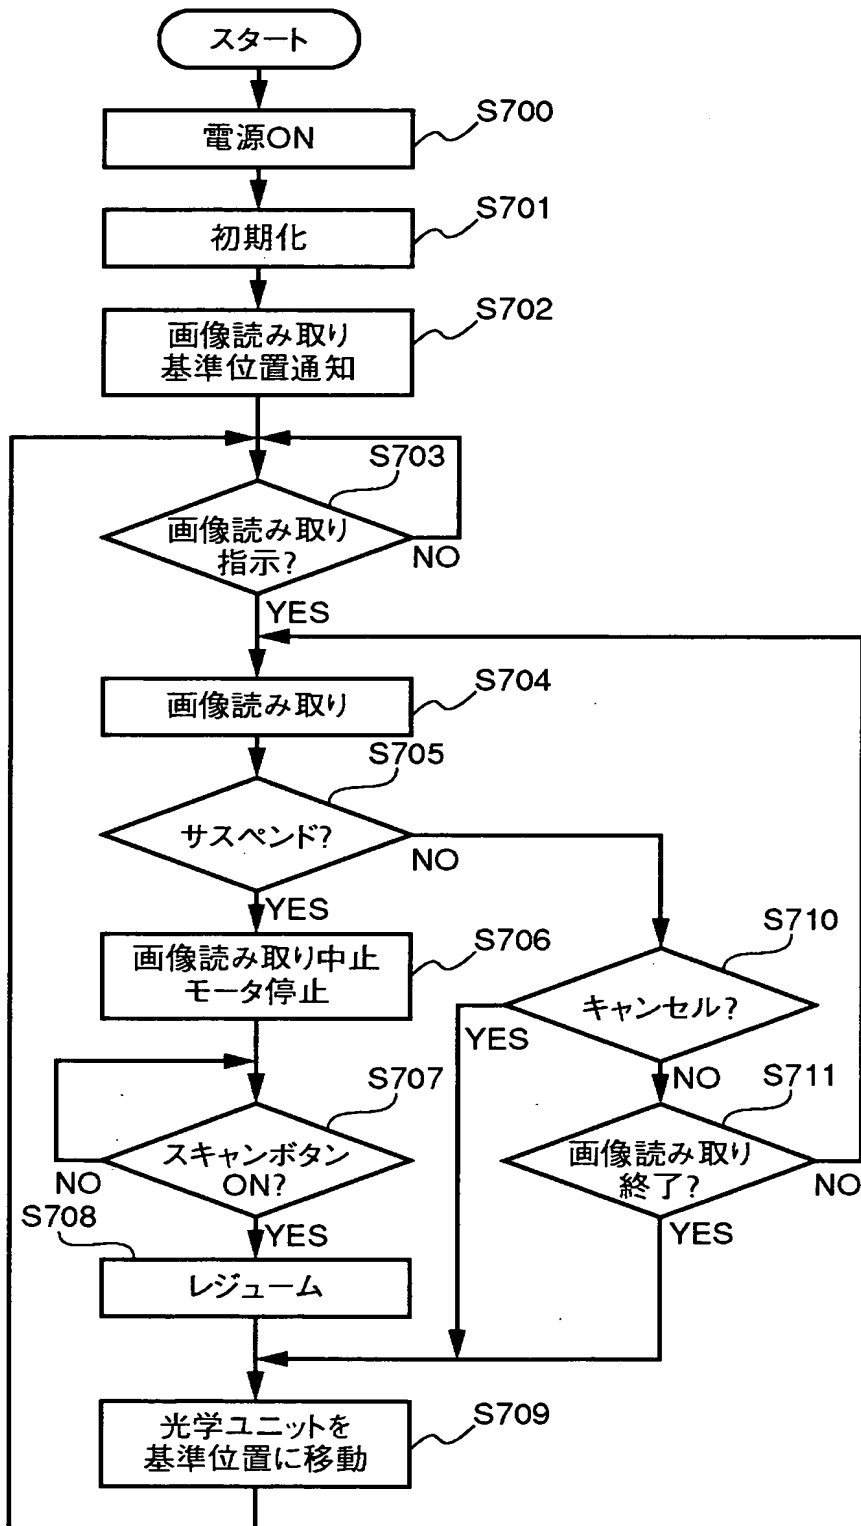 スタート
電源ON
S700
初期化
S701
画像読み取り
基準位置通知
S702
S703
画像読み取り
指示?
NO
YES
画像読み取り
S704
S705
サスペンド?
NO
YES
画像読み取り中止
モータ停止
S706
S710
キャンセル?
YES
NO
S707
スキャンボタン
ON?
NO
YES
S711
画像読み取り
終了?
NO
YES
S708
レジューム
光学ユニットを
基準位置に移動
S709